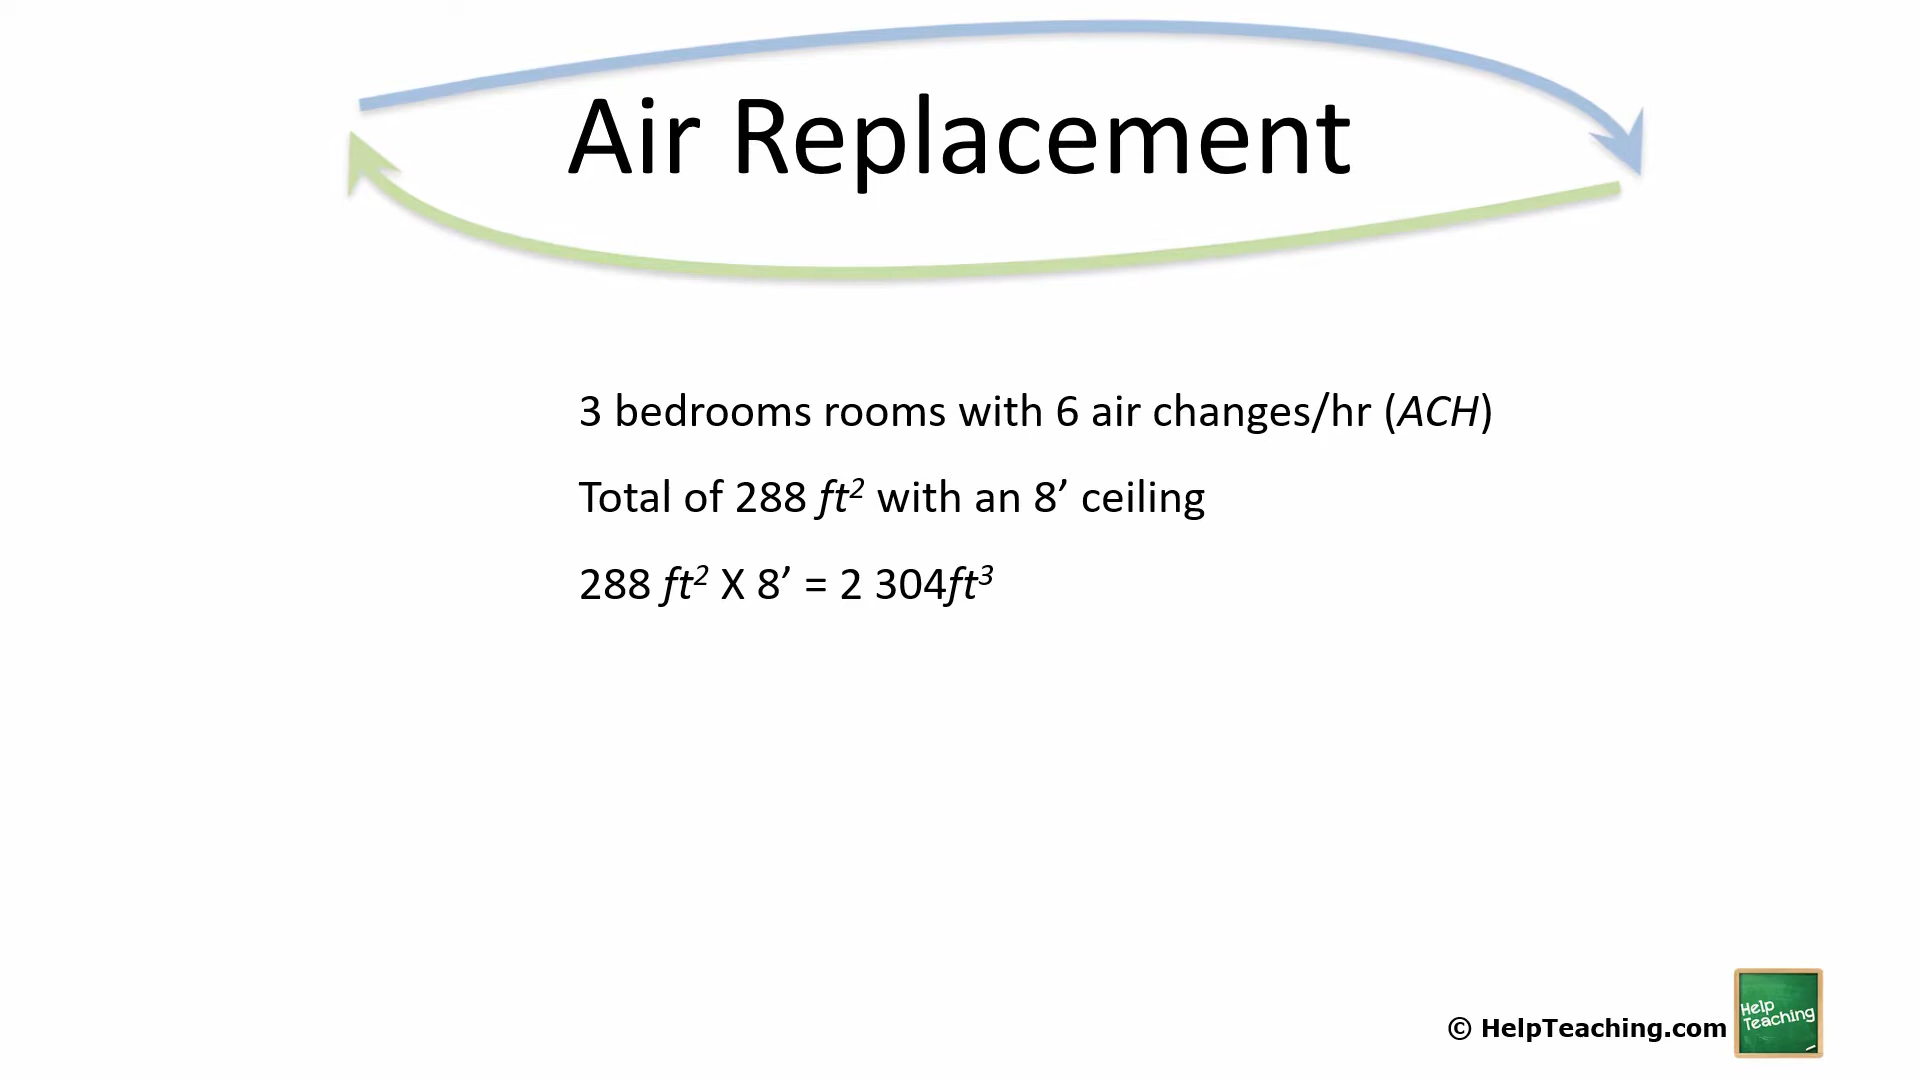 Air Replacement
3 bedrooms rooms with 6 air changes/hr (ACH)
Total of 288 ft² with an 8’ ceiling
288 ft² X 8’ = 2 304ft³
© HelpTeaching.com
Help
Teaching